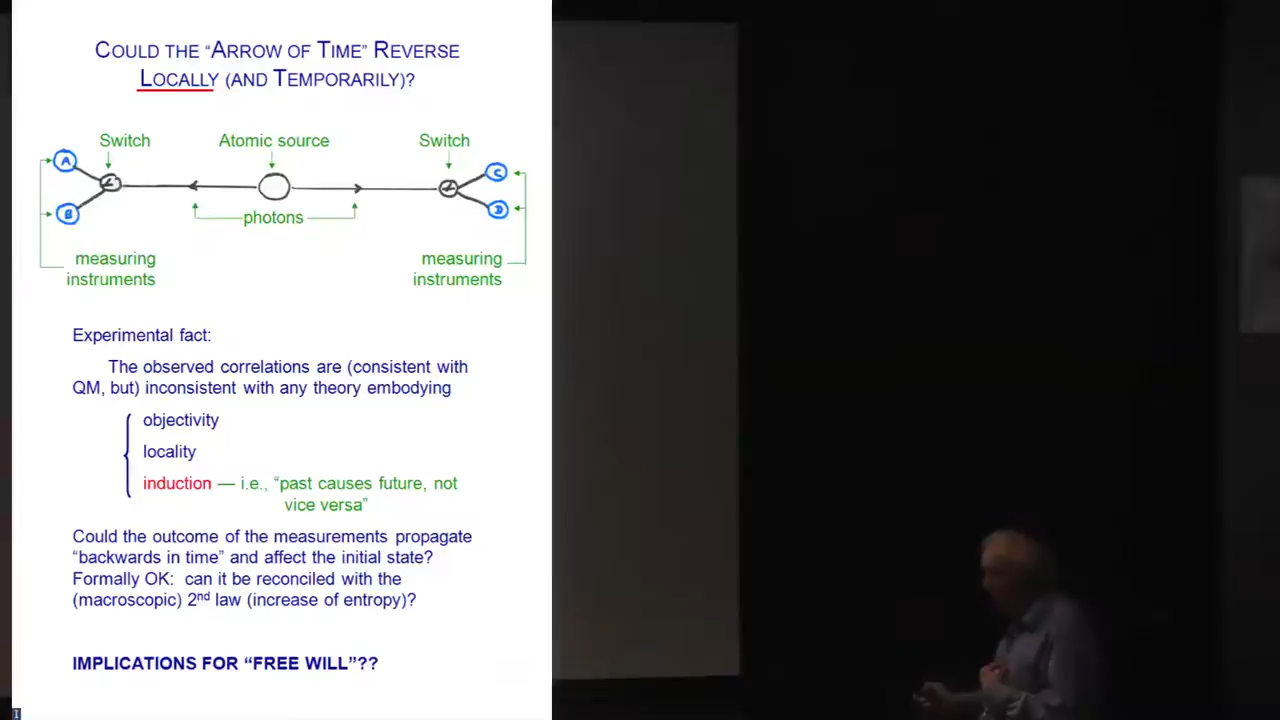 COULD THE “ARROW OF TIME” REVERSE
LOCALLY (AND TEMPORARILY)?
Switch
Atomic source
Switch
A
B
C
D
photons
measuring
instruments
measuring
instruments
Experimental fact:
The observed correlations are (consistent with
QM, but) inconsistent with any theory embodying
objectivity
locality
induction — i.e., “past causes future, not
vice versa”
Could the outcome of the measurements propagate
“backwards in time” and affect the initial state?
Formally OK: can it be reconciled with the
(macroscopic) 2nd law (increase of entropy)?
IMPLICATIONS FOR “FREE WILL”??